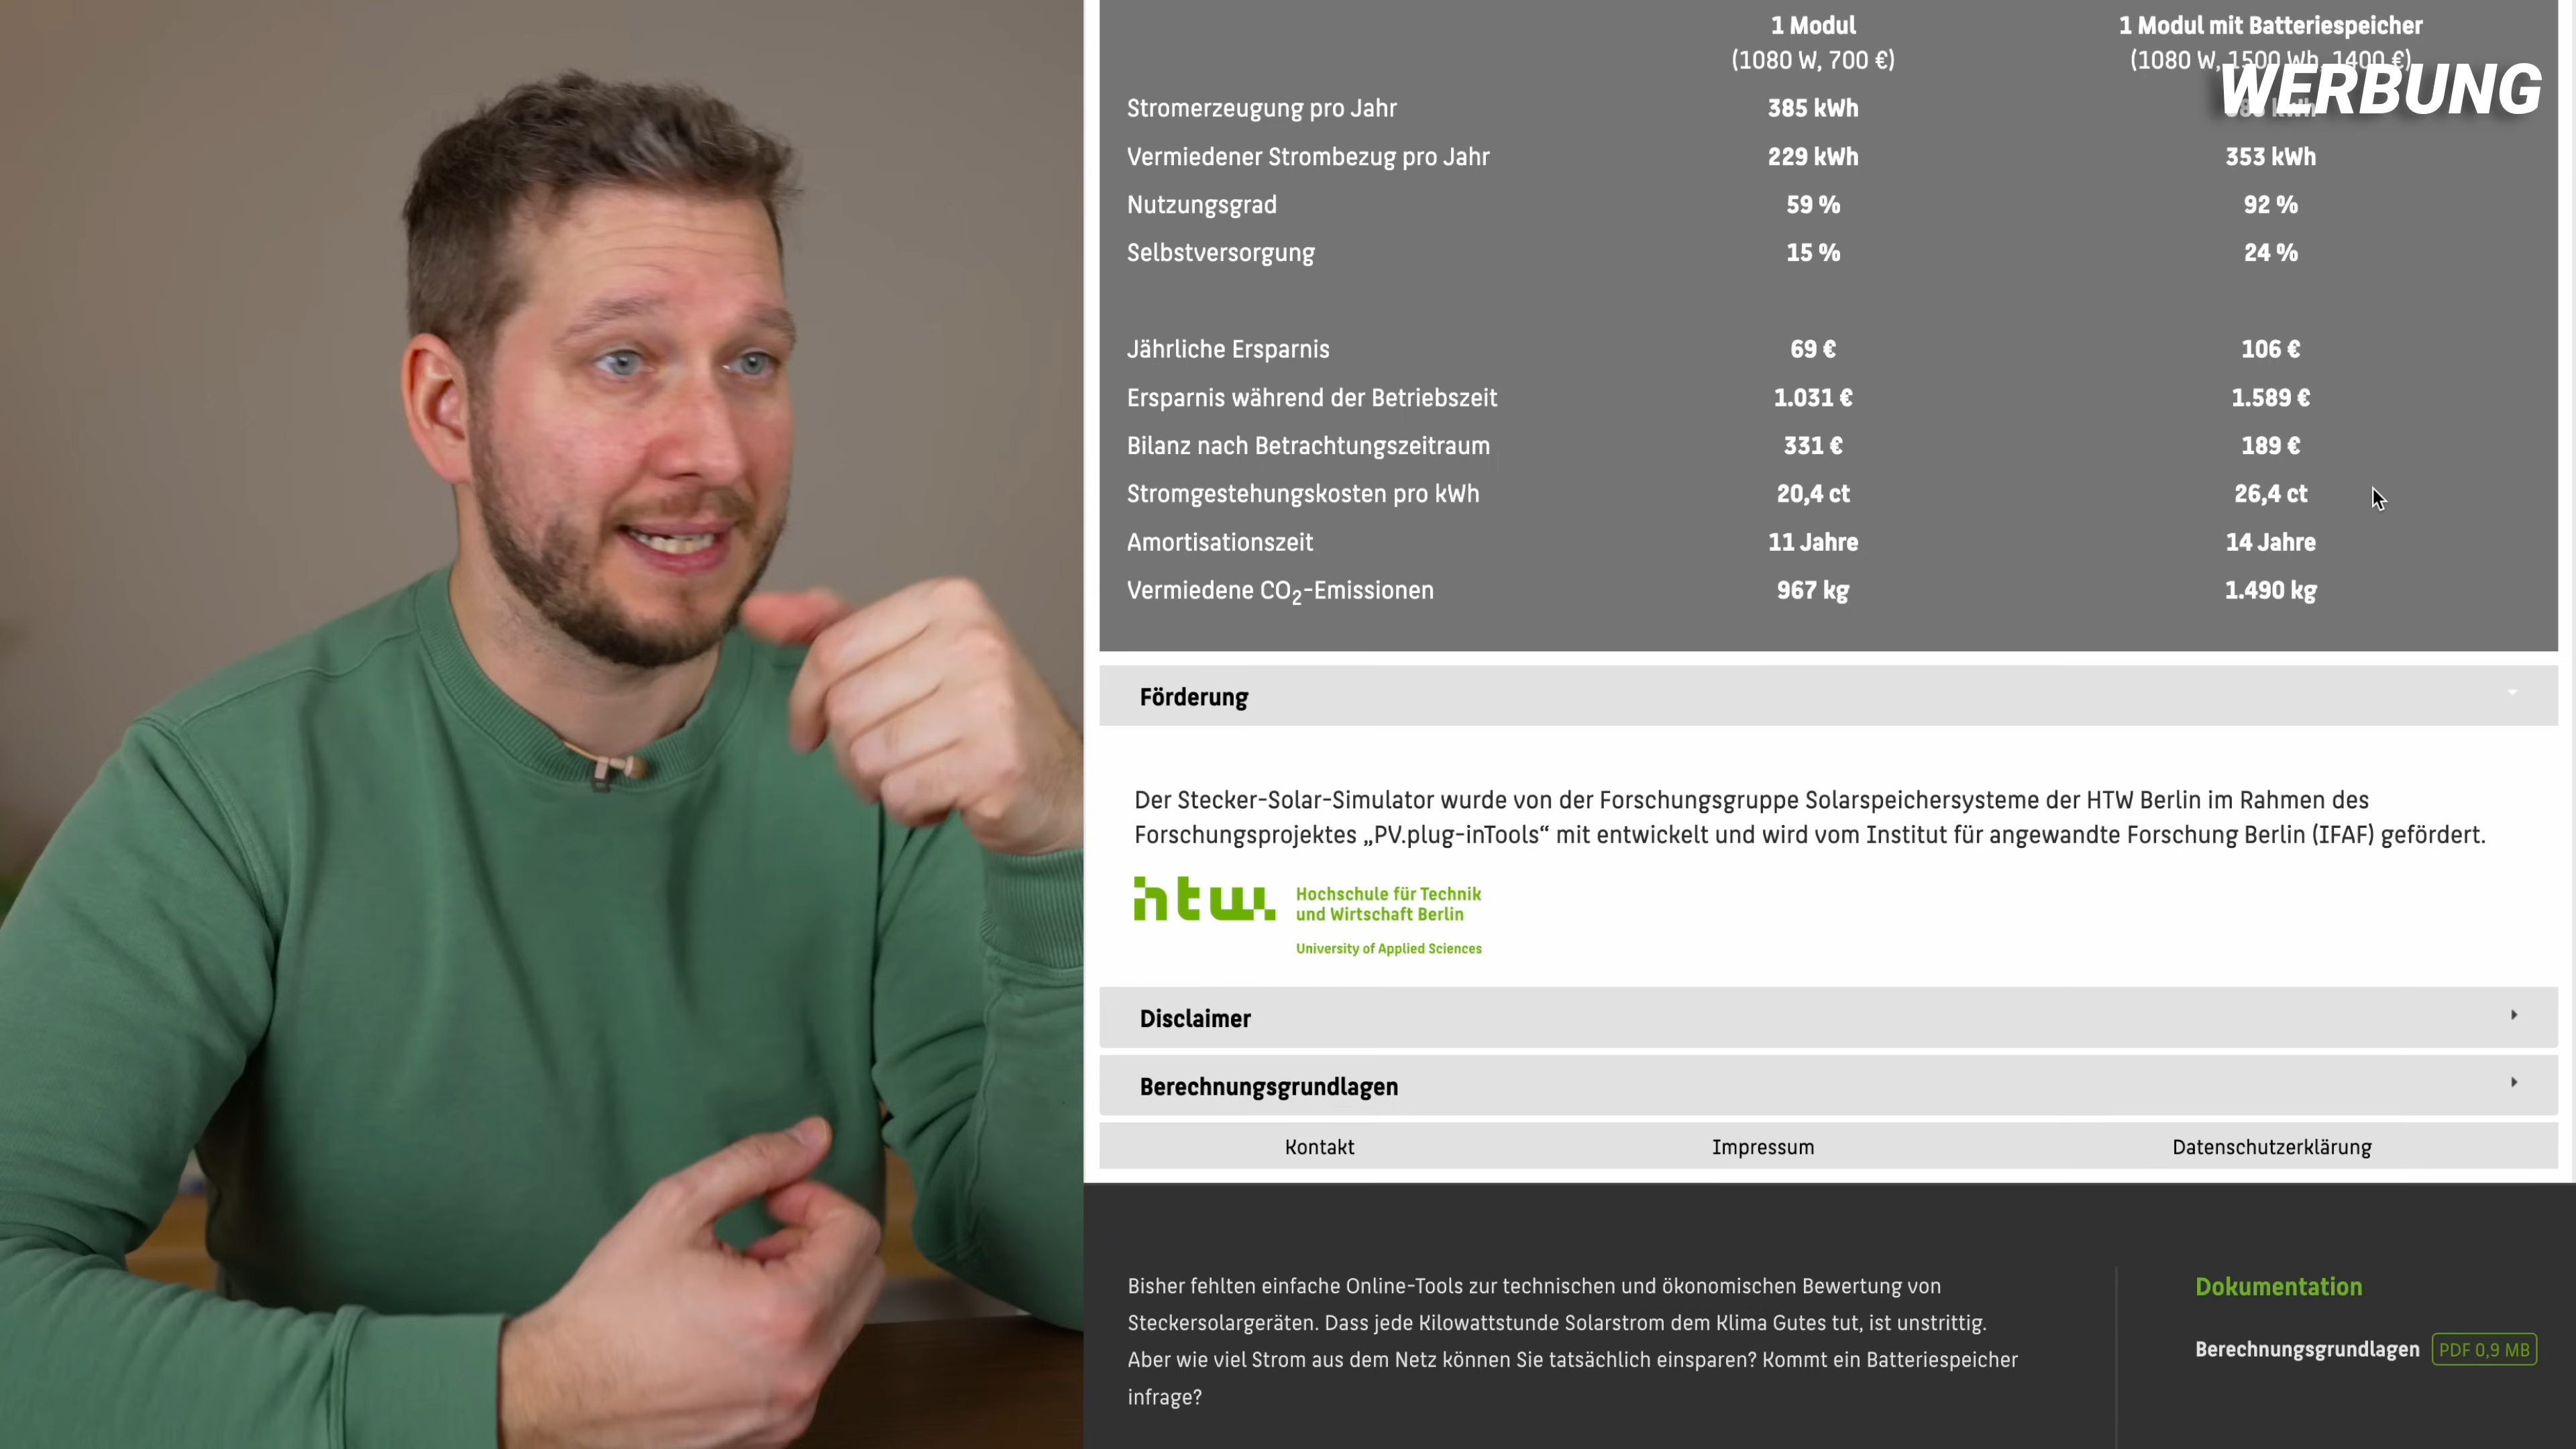 1 Modul
1 Modul mit Batteriespeicher
(1080 W, 700 €)
(1080 W, 1500 Wh, 1400 €)
WERBUNG
Stromerzeugung pro Jahr
385 kWh
Vermiedener Strombezug pro Jahr
229 kWh
353 kWh
Nutzungsgrad
59 %
92 %
Selbstversorgung
15 %
24 %
Jährliche Ersparnis
69 €
106 €
Ersparnis während der Betriebszeit
1.031 €
1.589 €
Bilanz nach Betrachtungszeitraum
331 €
189 €
Stromgestehungskosten pro kWh
20,4 ct
26,4 ct
Amortisationszeit
11 Jahre
14 Jahre
Vermiedene CO₂-Emissionen
967 kg
1.490 kg
Förderung
Der Stecker-Solar-Simulator wurde von der Forschungsgruppe Solarspeichersysteme der HTW Berlin im Rahmen des
Forschungsprojektes „PV.plug-inTools“ mit entwickelt und wird vom Institut für angewandte Forschung Berlin (IFAF) gefördert.
htw.
Hochschule für Technik
und Wirtschaft Berlin
University of Applied Sciences
Disclaimer
Berechnungsgrundlagen
Kontakt
Impressum
Datenschutzerklärung
Bisher fehlten einfache Online-Tools zur technischen und ökonomischen Bewertung von
Steckersolargeräten. Dass jede Kilowattstunde Solarstrom dem Klima Gutes tut, ist unstrittig.
Aber wie viel Strom aus dem Netz können Sie tatsächlich einsparen? Kommt ein Batteriespeicher
infrage?
Dokumentation
Berechnungsgrundlagen PDF 0,9 MB